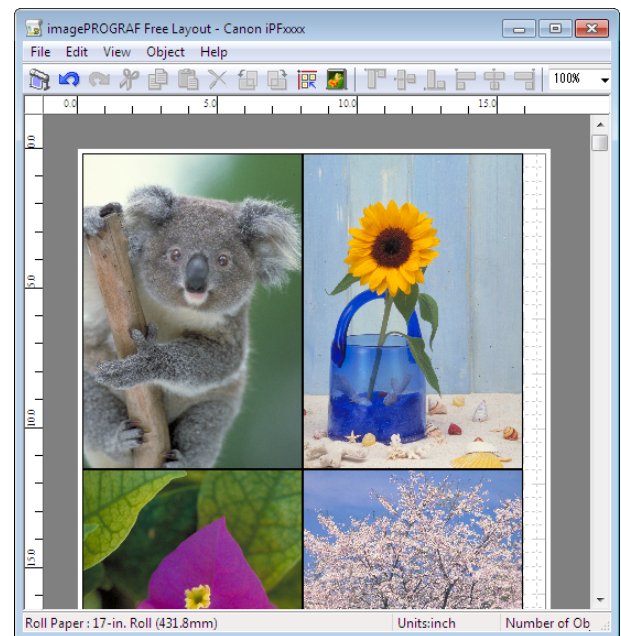 imagePROGRAF Free Layout - Canon iPFxxxx
File Edit View Object Help
100%
0.0 5.0 10.0 15.0
0.0
5.0
10.0
15.0
Roll Paper : 17-in. Roll (431.8mm) Units:inch Number of Obj